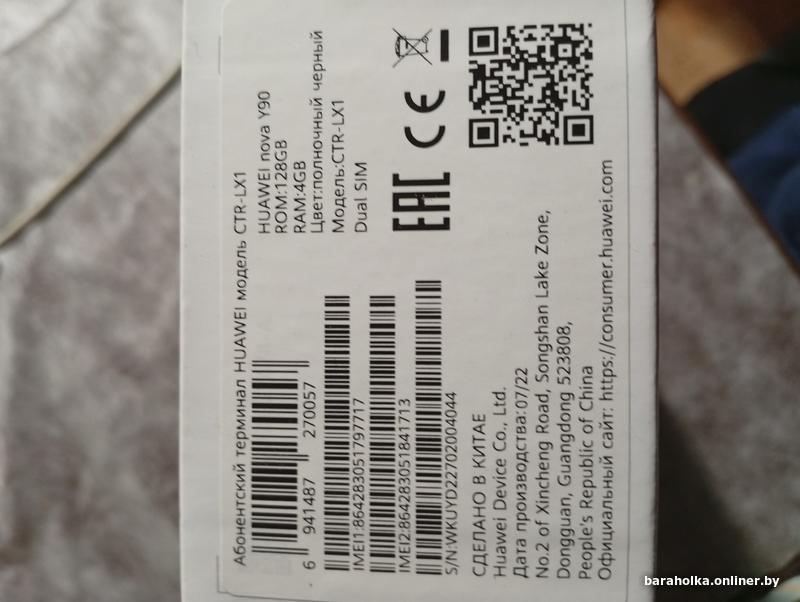 Абонентский терминал HUAWEI модель CTR-LX1
6 941487 270057
HUAWEI nova Y90
ROM:128GB
RAM:4GB
Цвет:полночный черный
Модель:CTR-LX1
Dual SIM
IMEI1:864283051797717
IMEI2:864283051841713
S/N:WKUYD22702004044
EAC CE
СДЕЛАНО В КИТАЕ
Huawei Device Co., Ltd.
Дата производства:07/22
No.2 of Xincheng Road, Songshan Lake Zone,
Dongguan, Guangdong 523808,
People's Republic of China
Официальный сайт: https://consumer.huawei.com
baraholka.onliner.by